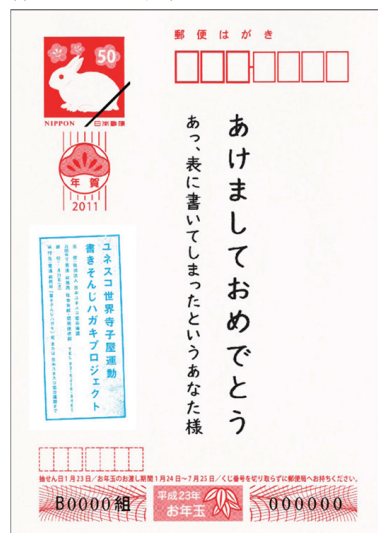 郵便はがき
50
NIPPON 日本郵便
年賀
2011
あけましておめでとう
あっ、表に書いてしまったというあなた様
ユネスコ世界寺子屋運動
書きそんじハガキプロジェクト
抽せん日1月23日/お年玉のお渡し期間1月24日~7月25日/くじ番号を切り取らずに郵便局へお持ちください。
B0000組
平成23年
お年玉
000000